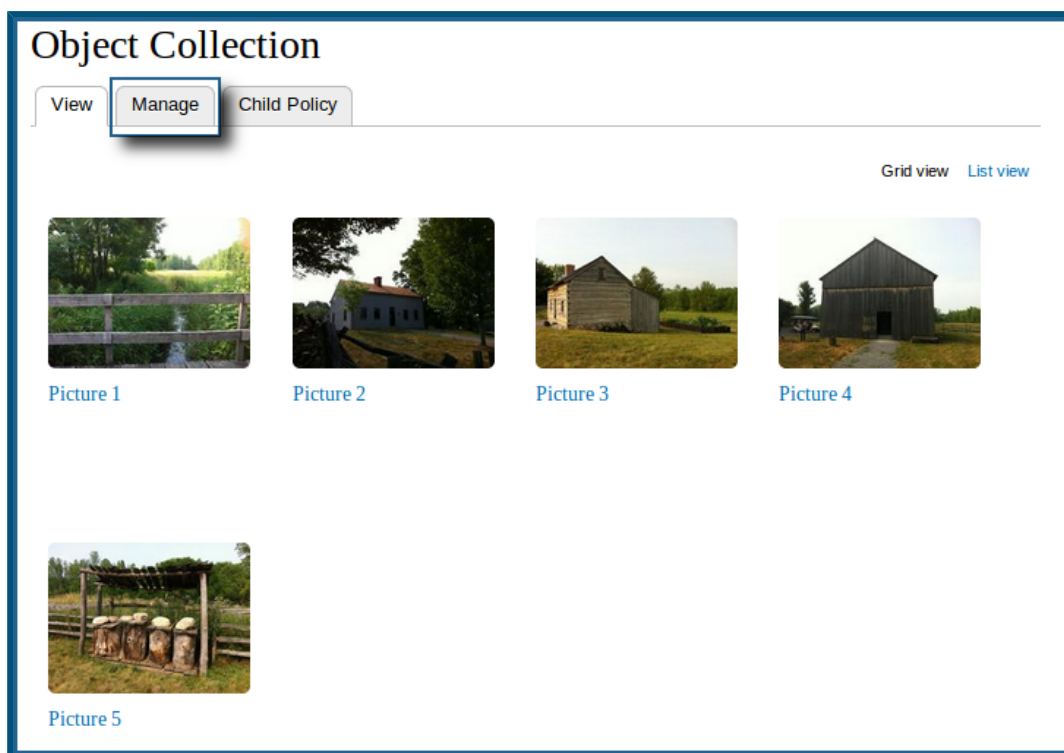 Object Collection
View Manage Child Policy
Grid view List view
Picture 1 Picture 2 Picture 3 Picture 4
Picture 5